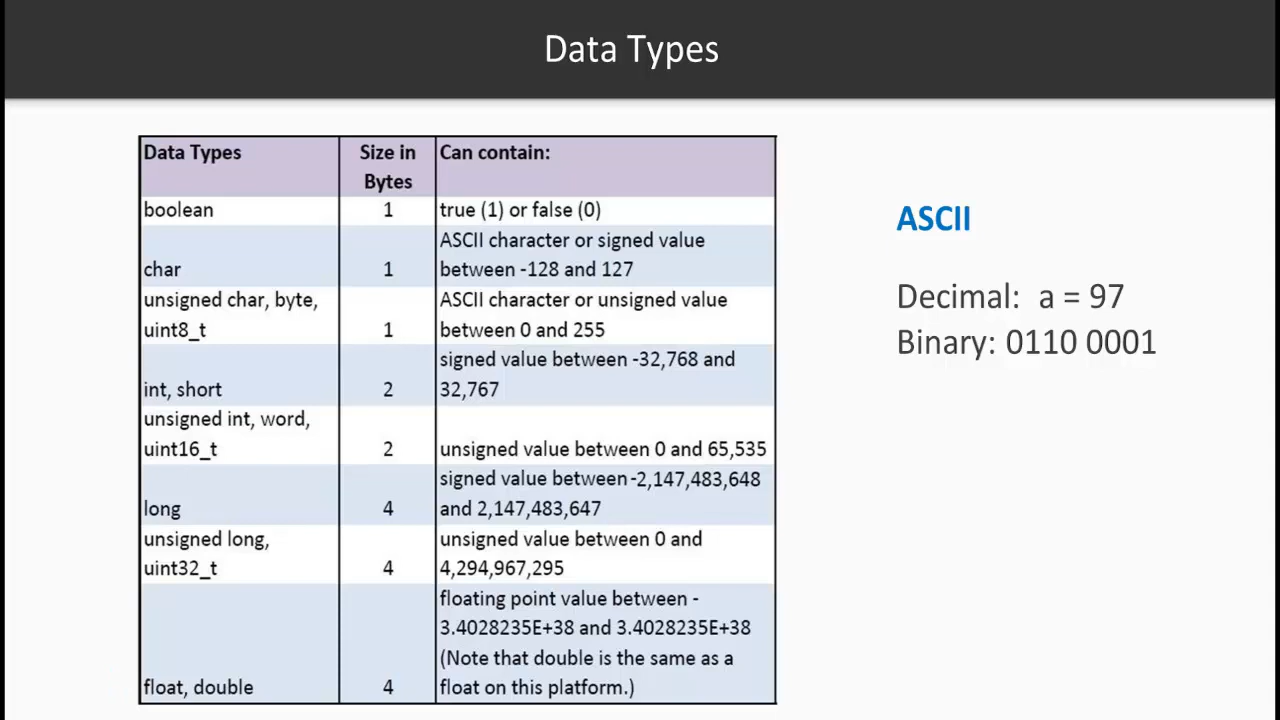 Data Types
Data Types Size in Bytes Can contain:
boolean 1 true (1) or false (0)
char 1 ASCII character or signed value
between -128 and 127
unsigned char, byte,
uint8_t 1 ASCII character or unsigned value
between 0 and 255
int, short 2 signed value between -32,768 and
32,767
unsigned int, word,
uint16_t 2 unsigned value between 0 and 65,535
long 4 signed value between -2,147,483,648
and 2,147,483,647
unsigned long,
uint32_t 4 unsigned value between 0 and
4,294,967,295
float, double 4 floating point value between -
3.4028235E+38 and 3.4028235E+38
(Note that double is the same as a
float on this platform.)
ASCII
Decimal: a = 97
Binary: 0110 0001